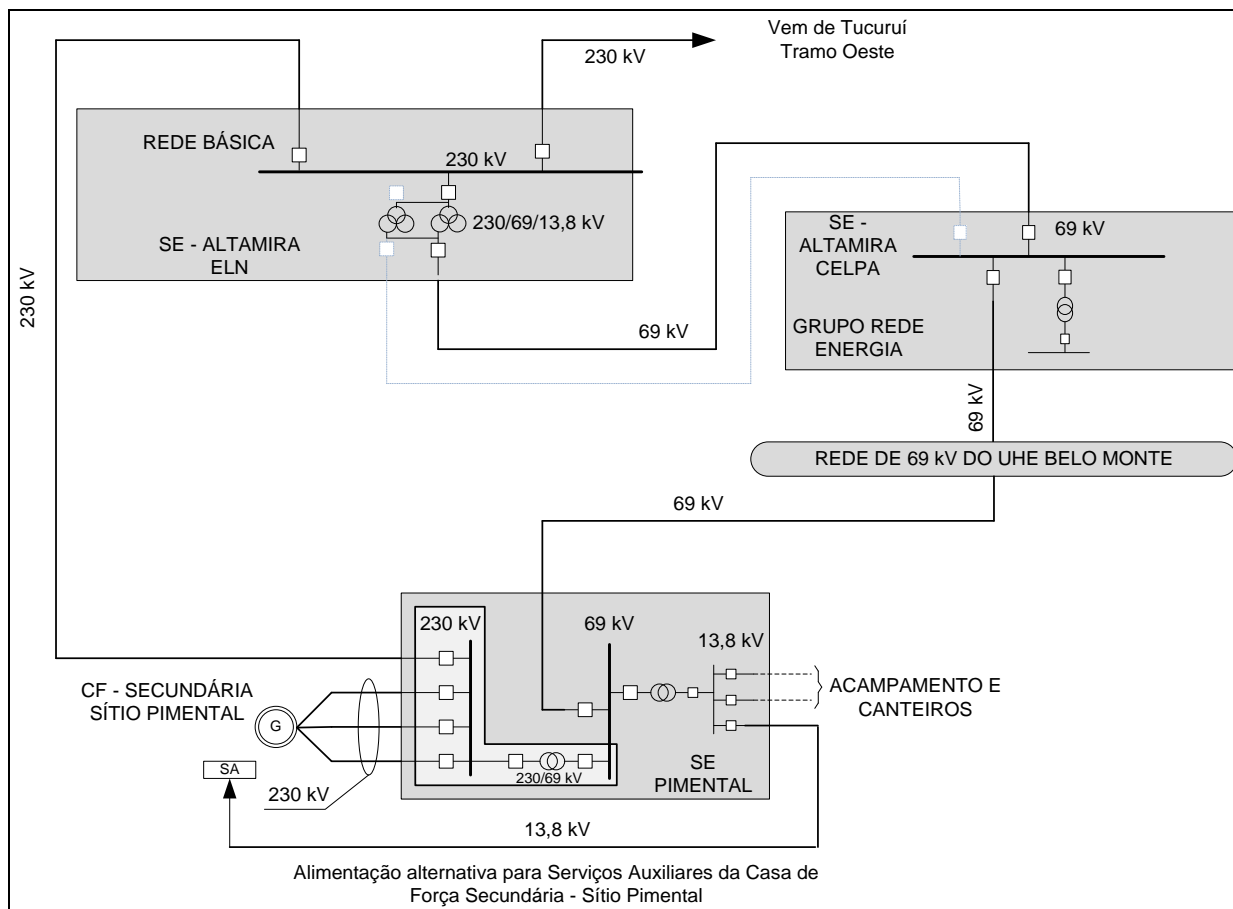 Vem de Tucuruí
Tramo Oeste
230 kV
REDE BÁSICA
230 kV
230/69/13,8 kV
SE - ALTAMIRA
ELN
SE -
ALTAMIRA
CELPA
69 kV
GRUPO REDE
ENERGIA
230 kV
69 kV
69 kV
REDE DE 69 kV DO UHE BELO MONTE
69 kV
230 kV
69 kV
13,8 kV
CF - SECUNDÁRIA
SÍTIO PIMENTAL
G
ACAMPAMENTO E
CANTEIROS
SE
PIMENTAL
230/69 kV
SA
230 kV
13,8 kV
Alimentação alternativa para Serviços Auxiliares da Casa de
Força Secundária - Sítio Pimental